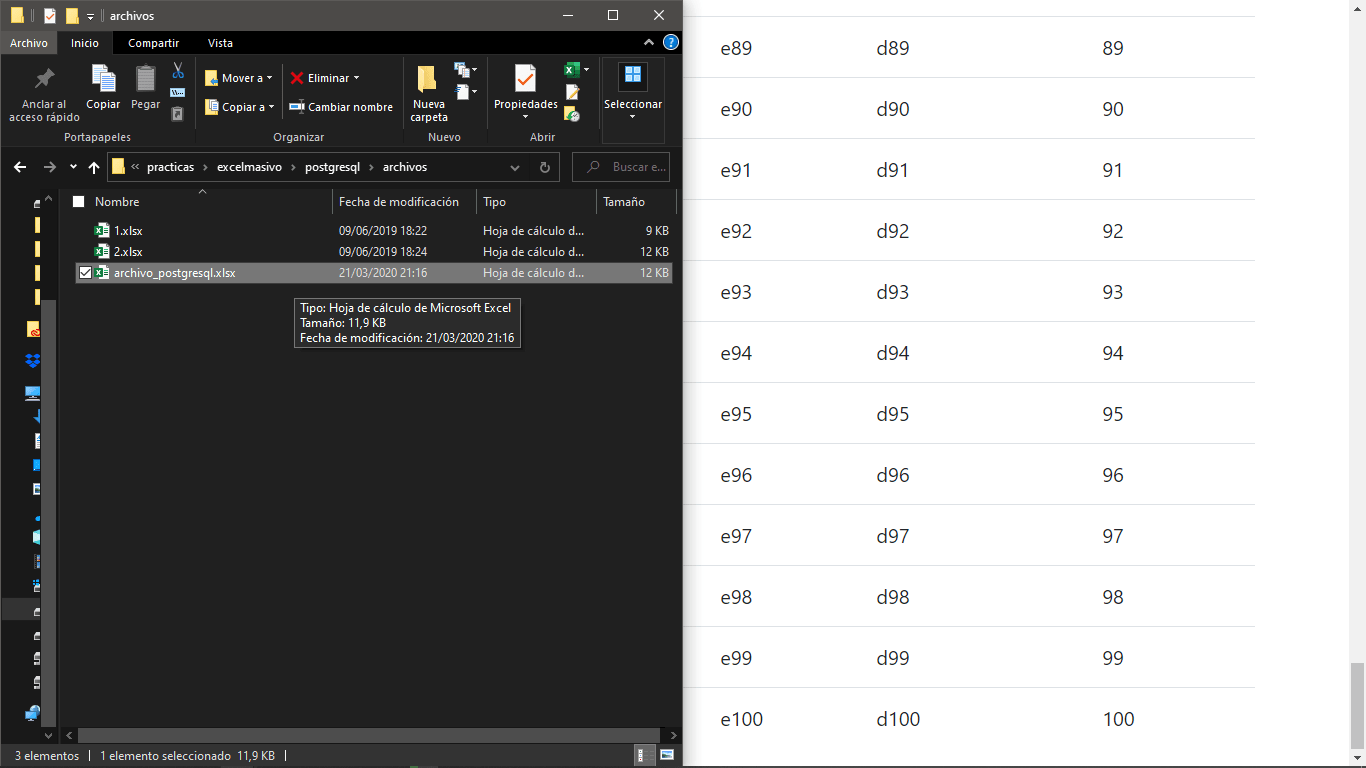 archivos
Archivo Inicio Compartir Vista
Anclar al acceso rápido
Copiar
Pegar
Mover a
Copiar a
Eliminar
Cambiar nombre
Nueva carpeta
Propiedades
Seleccionar
Portapapeles Organizar Nuevo Abrir
practicas excelmasivo postgresql archivos
Buscar e...
Nombre Fecha de modificación Tipo Tamaño
1.xlsx 09/06/2019 18:22 Hoja de cálculo d... 9 KB
2.xlsx 09/06/2019 18:24 Hoja de cálculo d... 12 KB
archivo_postgresql.xlsx 21/03/2020 21:16 Hoja de cálculo d... 12 KB
Tipo: Hoja de cálculo de Microsoft Excel
Tamaño: 11,9 KB
Fecha de modificación: 21/03/2020 21:16
3 elementos 1 elemento seleccionado 11,9 KB
e89 d89 89
e90 d90 90
e91 d91 91
e92 d92 92
e93 d93 93
e94 d94 94
e95 d95 95
e96 d96 96
e97 d97 97
e98 d98 98
e99 d99 99
e100 d100 100